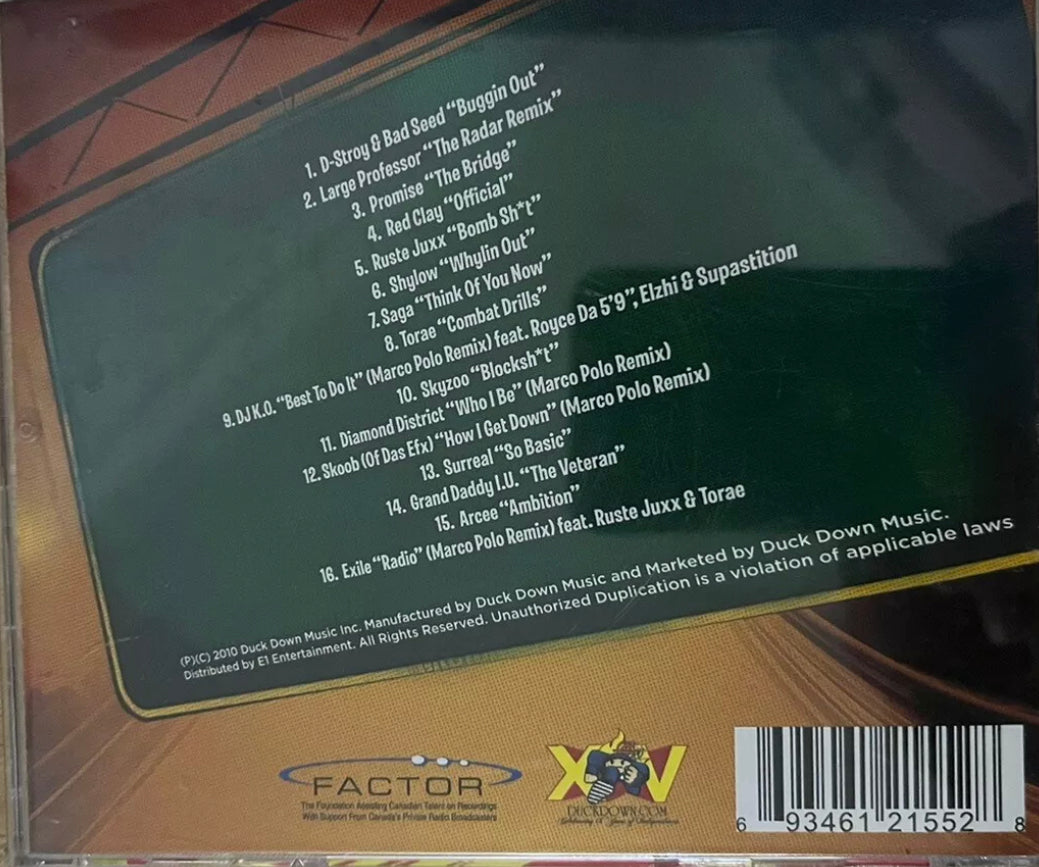 1. D-Stroy & Bad Seed “Buggin Out”
2. Large Professor “The Radar Remix”
3. Promise “The Bridge”
4. Red Clay “Official”
5. Ruste Juxx “Bomb Sh*t”
6. Shylow “Whylin Out”
7. Saga “Think Of You Now”
8. Torae “Combat Drills”
9. DJ K.O. “Best To Do It” (Marco Polo Remix) feat. Royce Da 5’9”, Elzhi & Supastition
10. Skyzoo “Blocksh*t”
11. Diamond District “Who I Be” (Marco Polo Remix)
12. Skoob (Of Das Efx) “How I Get Down” (Marco Polo Remix)
13. Surreal “So Basic”
14. Grand Daddy I.U. “The Veteran”
15. Arcee “Ambition”
16. Exile “Radio” (Marco Polo Remix) feat. Ruste Juxx & Torae
(P)(C) 2010 Duck Down Music Inc. Manufactured by Duck Down Music and Marketed by Duck Down Music.
Distributed by E1 Entertainment. All Rights Reserved. Unauthorized Duplication is a violation of applicable laws
FACTOR
The Foundation Assisting Canadian Talent on Recordings
With Support From Canada's Private Radio Broadcasters
XV
DUCKDOWN.COM
6 93461 21552 8